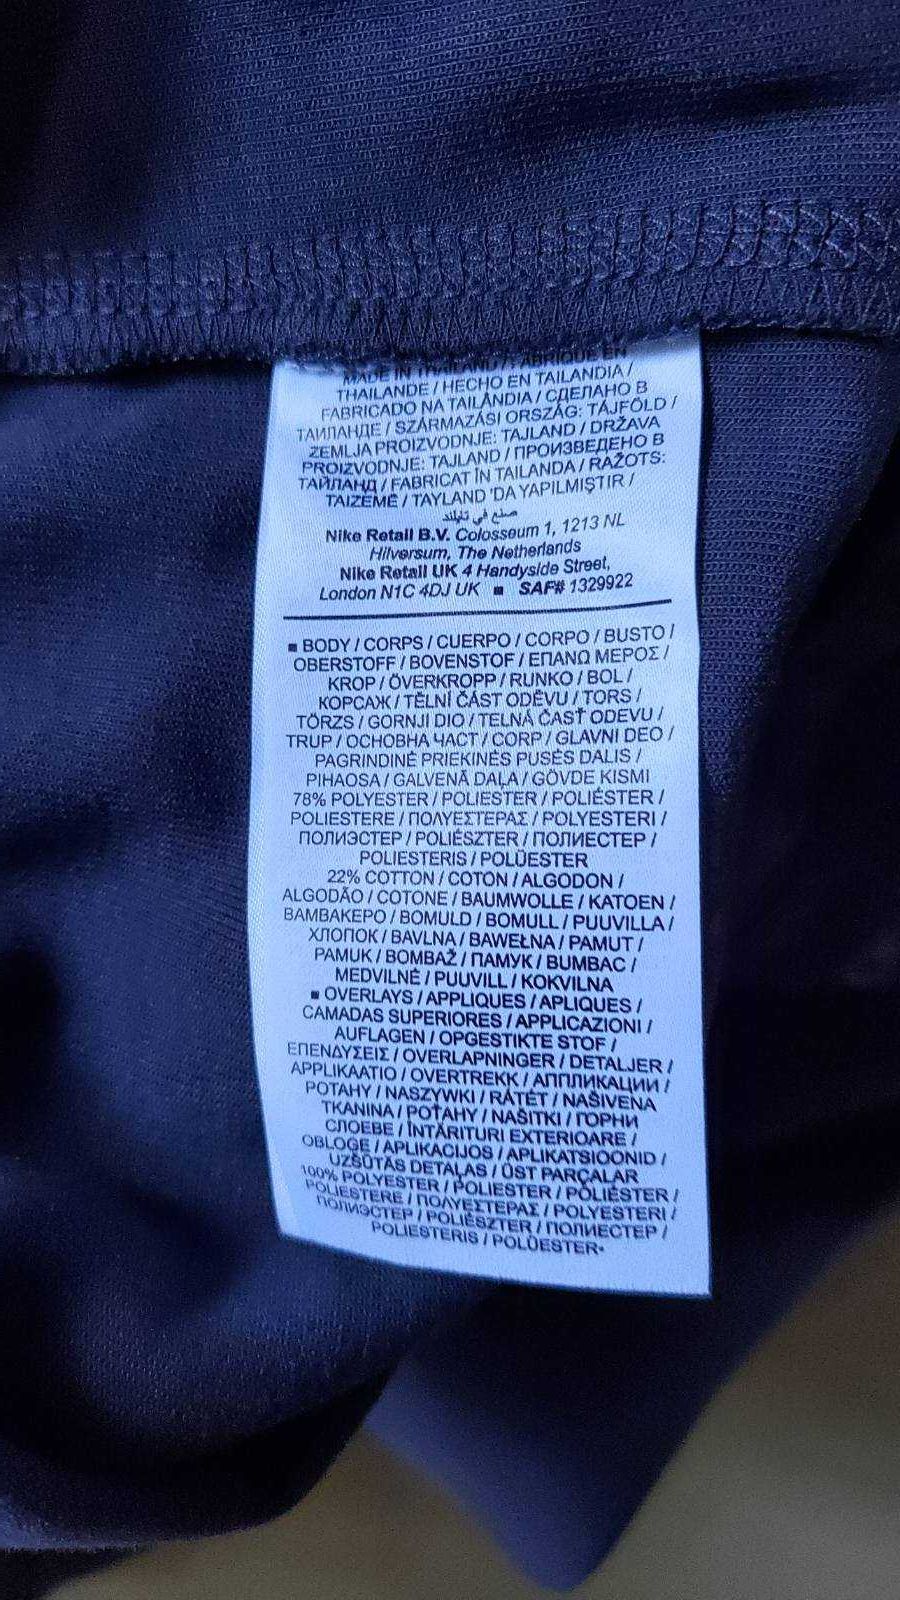 MADE IN THAILAND / FABRIQUÉ EN
THAILANDE / HECHO EN TAILANDIA /
FABRICADO NA TAILÂNDIA / СДЕЛАНО В
ТАИЛАНДЕ / SZÁRMAZÁSI ORSZÁG: TÁJFÖLD /
ZEMLJA PROIZVODNJE: TAJLAND / DRŽAVA
PROIZVODNJE: TAJLAND / ПРОИЗВЕДЕНО В
ТАЙЛАНД / FABRICAT ÎN TAILANDA / RAŽOTS:
TAIZEMĒ / TAYLAND 'DA YAPILMIŞTIR /
صنع في تايلند
Nike Retail B.V. Colosseum 1, 1213 NL
Hilversum, The Netherlands
Nike Retail UK 4 Handyside Street,
London N1C 4DJ UK ■ SAF# 1329922
■ BODY / CORPS / CUERPO / CORPO / BUSTO /
OBERSTOFF / BOVENSTOF / ΕΠΑΝΩ ΜΕΡΟΣ /
KROP / ÖVERKROPP / RUNKO / BOL /
КОРСАЖ / TĚLNÍ ČÁST ODĚVU / TORS /
TÖRZS / GORNJI DIO / TELNÁ ČASŤ ODEVU /
TRUP / ОСНОВНА ЧАСТ / CORP / GLAVNI DEO /
PAGRINDINĖ PRIEKINĖS PUSĖS DALIS /
PIHAOSA / GALVENĀ DAĻA / GÖVDE KISMI
78% POLYESTER / POLIESTER / POLIÉSTER /
POLIESTERE / ΠΟΛΥΕΣΤΕΡΑΣ / POLYESTERI /
ПОЛИЭСТЕР / POLIÉSZTER / ПОЛИЕСТЕР /
POLIESTERIS / POLÜESTER
22% COTTON / COTON / ALGODON /
ALGODÃO / COTONE / BAUMWOLLE / KATOEN /
ΒΑΜΒΑΚΕΡΟ / BOMULD / BOMULL / PUUVILLA /
ХЛОПОК / BAVLNA / BAWEŁNA / PAMUT /
PAMUK / BOMBAŽ / ПАМУК / BUMBAC /
MEDVILNĖ / PUUVILL / KOKVILNA
■ OVERLAYS / APPLIQUES / APLIQUES /
CAMADAS SUPERIORES / APPLICAZIONI /
AUFLAGEN / OPGESTIKTE STOF /
ΕΠΕΝΔΥΣΕΙΣ / OVERLAPNINGER / DETALJER /
APPLIKAATIO / OVERTREKK / АППЛИКАЦИИ /
POTAHY / NASZYWKI / RÁTÉT / NAŠIVENA
TKANINA / POŤAHY / NAŠITKI / ГОРНИ
СЛОЕВЕ / ÎNTĂRITURI EXTERIOARE /
OBLOGE / APLIKACIJOS / APLIKATSIOONID /
UZŠŪTĀS DETAĻAS / ÜST PARÇALAR
100% POLYESTER / POLIESTER / POLIÉSTER /
POLIESTERE / ΠΟΛΥΕΣΤΕΡΑΣ / POLYESTERI /
ПОЛИЭСТЕР / POLIÉSZTER / ПОЛИЕСТЕР /
POLIESTERIS / POLÜESTER▪